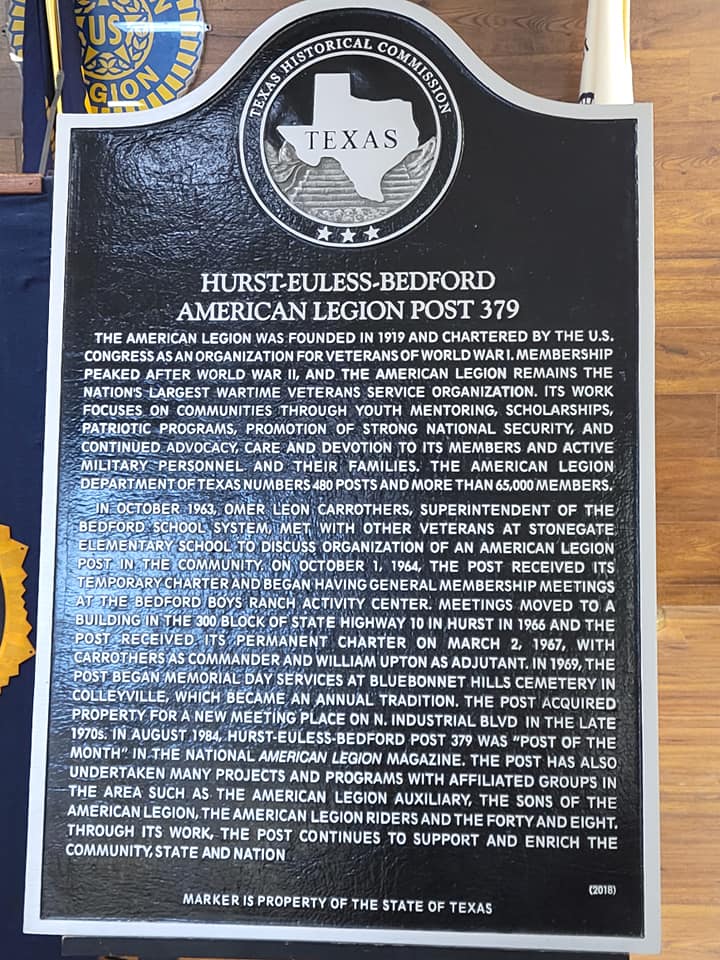 US
LEGION
TEXAS HISTORICAL COMMISSION
TEXAS
HURST-EULESS-BEDFORD
AMERICAN LEGION POST 379
THE AMERICAN LEGION WAS FOUNDED IN 1919 AND CHARTERED BY THE U.S.
CONGRESS AS AN ORGANIZATION FOR VETERANS OF WORLD WAR I. MEMBERSHIP
PEAKED AFTER WORLD WAR II, AND THE AMERICAN LEGION REMAINS THE
NATION'S LARGEST WARTIME VETERANS SERVICE ORGANIZATION. ITS WORK
FOCUSES ON COMMUNITIES THROUGH YOUTH MENTORING, SCHOLARSHIPS,
PATRIOTIC PROGRAMS, PROMOTION OF STRONG NATIONAL SECURITY, AND
CONTINUED ADVOCACY, CARE AND DEVOTION TO ITS MEMBERS AND ACTIVE
MILITARY PERSONNEL AND THEIR FAMILIES. THE AMERICAN LEGION
DEPARTMENT OF TEXAS NUMBERS 480 POSTS AND MORE THAN 65,000 MEMBERS.
IN OCTOBER 1963, OMER LEON CARROTHERS, SUPERINTENDENT OF THE
BEDFORD SCHOOL SYSTEM, MET WITH OTHER VETERANS AT STONEGATE
ELEMENTARY SCHOOL TO DISCUSS ORGANIZATION OF AN AMERICAN LEGION
POST IN THE COMMUNITY. ON OCTOBER 1, 1964, THE POST RECEIVED ITS
TEMPORARY CHARTER AND BEGAN HAVING GENERAL MEMBERSHIP MEETINGS
AT THE BEDFORD BOYS RANCH ACTIVITY CENTER. MEETINGS MOVED TO A
BUILDING IN THE 300 BLOCK OF STATE HIGHWAY 10 IN HURST IN 1966 AND THE
POST RECEIVED ITS PERMANENT CHARTER ON MARCH 2, 1967, WITH
CARROTHERS AS COMMANDER AND WILLIAM UPTON AS ADJUTANT. IN 1969, THE
POST BEGAN MEMORIAL DAY SERVICES AT BLUEBONNET HILLS CEMETERY IN
COLLEYVILLE, WHICH BECAME AN ANNUAL TRADITION. THE POST ACQUIRED
PROPERTY FOR A NEW MEETING PLACE ON N. INDUSTRIAL BLVD IN THE LATE
1970s. IN AUGUST 1984, HURST-EULESS-BEDFORD POST 379 WAS "POST OF THE
MONTH" IN THE NATIONAL AMERICAN LEGION MAGAZINE. THE POST HAS ALSO
UNDERTAKEN MANY PROJECTS AND PROGRAMS WITH AFFILIATED GROUPS IN
THE AREA SUCH AS THE AMERICAN LEGION AUXILIARY, THE SONS OF THE
AMERICAN LEGION, THE AMERICAN LEGION RIDERS AND THE FORTY AND EIGHT.
THROUGH ITS WORK, THE POST CONTINUES TO SUPPORT AND ENRICH THE
COMMUNITY, STATE AND NATION
(2018)
MARKER IS PROPERTY OF THE STATE OF TEXAS